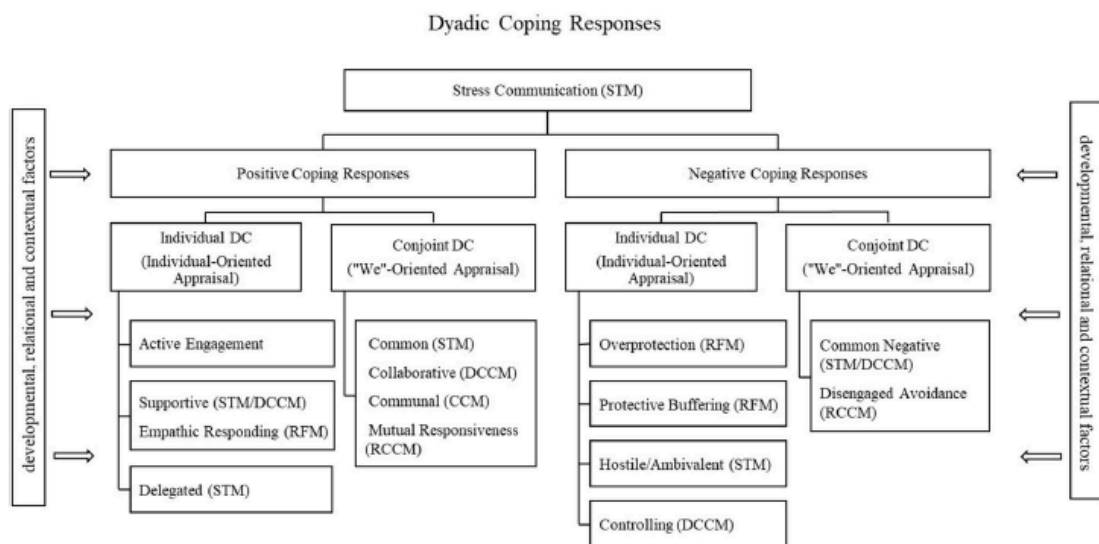 Dyadic Coping Responses
Stress Communication (STM)
developmental, relational and contextual factors
Positive Coping Responses
Individual DC
(Individual-Oriented
Appraisal)
Conjoint DC
("We"-Oriented Appraisal)
Active Engagement
Supportive (STM/DCCM)
Empathic Responding (RFM)
Delegated (STM)
Common (STM)
Collaborative (DCCM)
Communal (CCM)
Mutual Responsiveness
(RCCM)
Negative Coping Responses
Individual DC
(Individual-Oriented
Appraisal)
Conjoint DC
("We"-Oriented Appraisal)
Overprotection (RFM)
Protective Buffering (RFM)
Hostile/Ambivalent (STM)
Controlling (DCCM)
Common Negative
(STM/DCCM)
Disengaged Avoidance
(RCCM)
developmental, relational and contextual factors